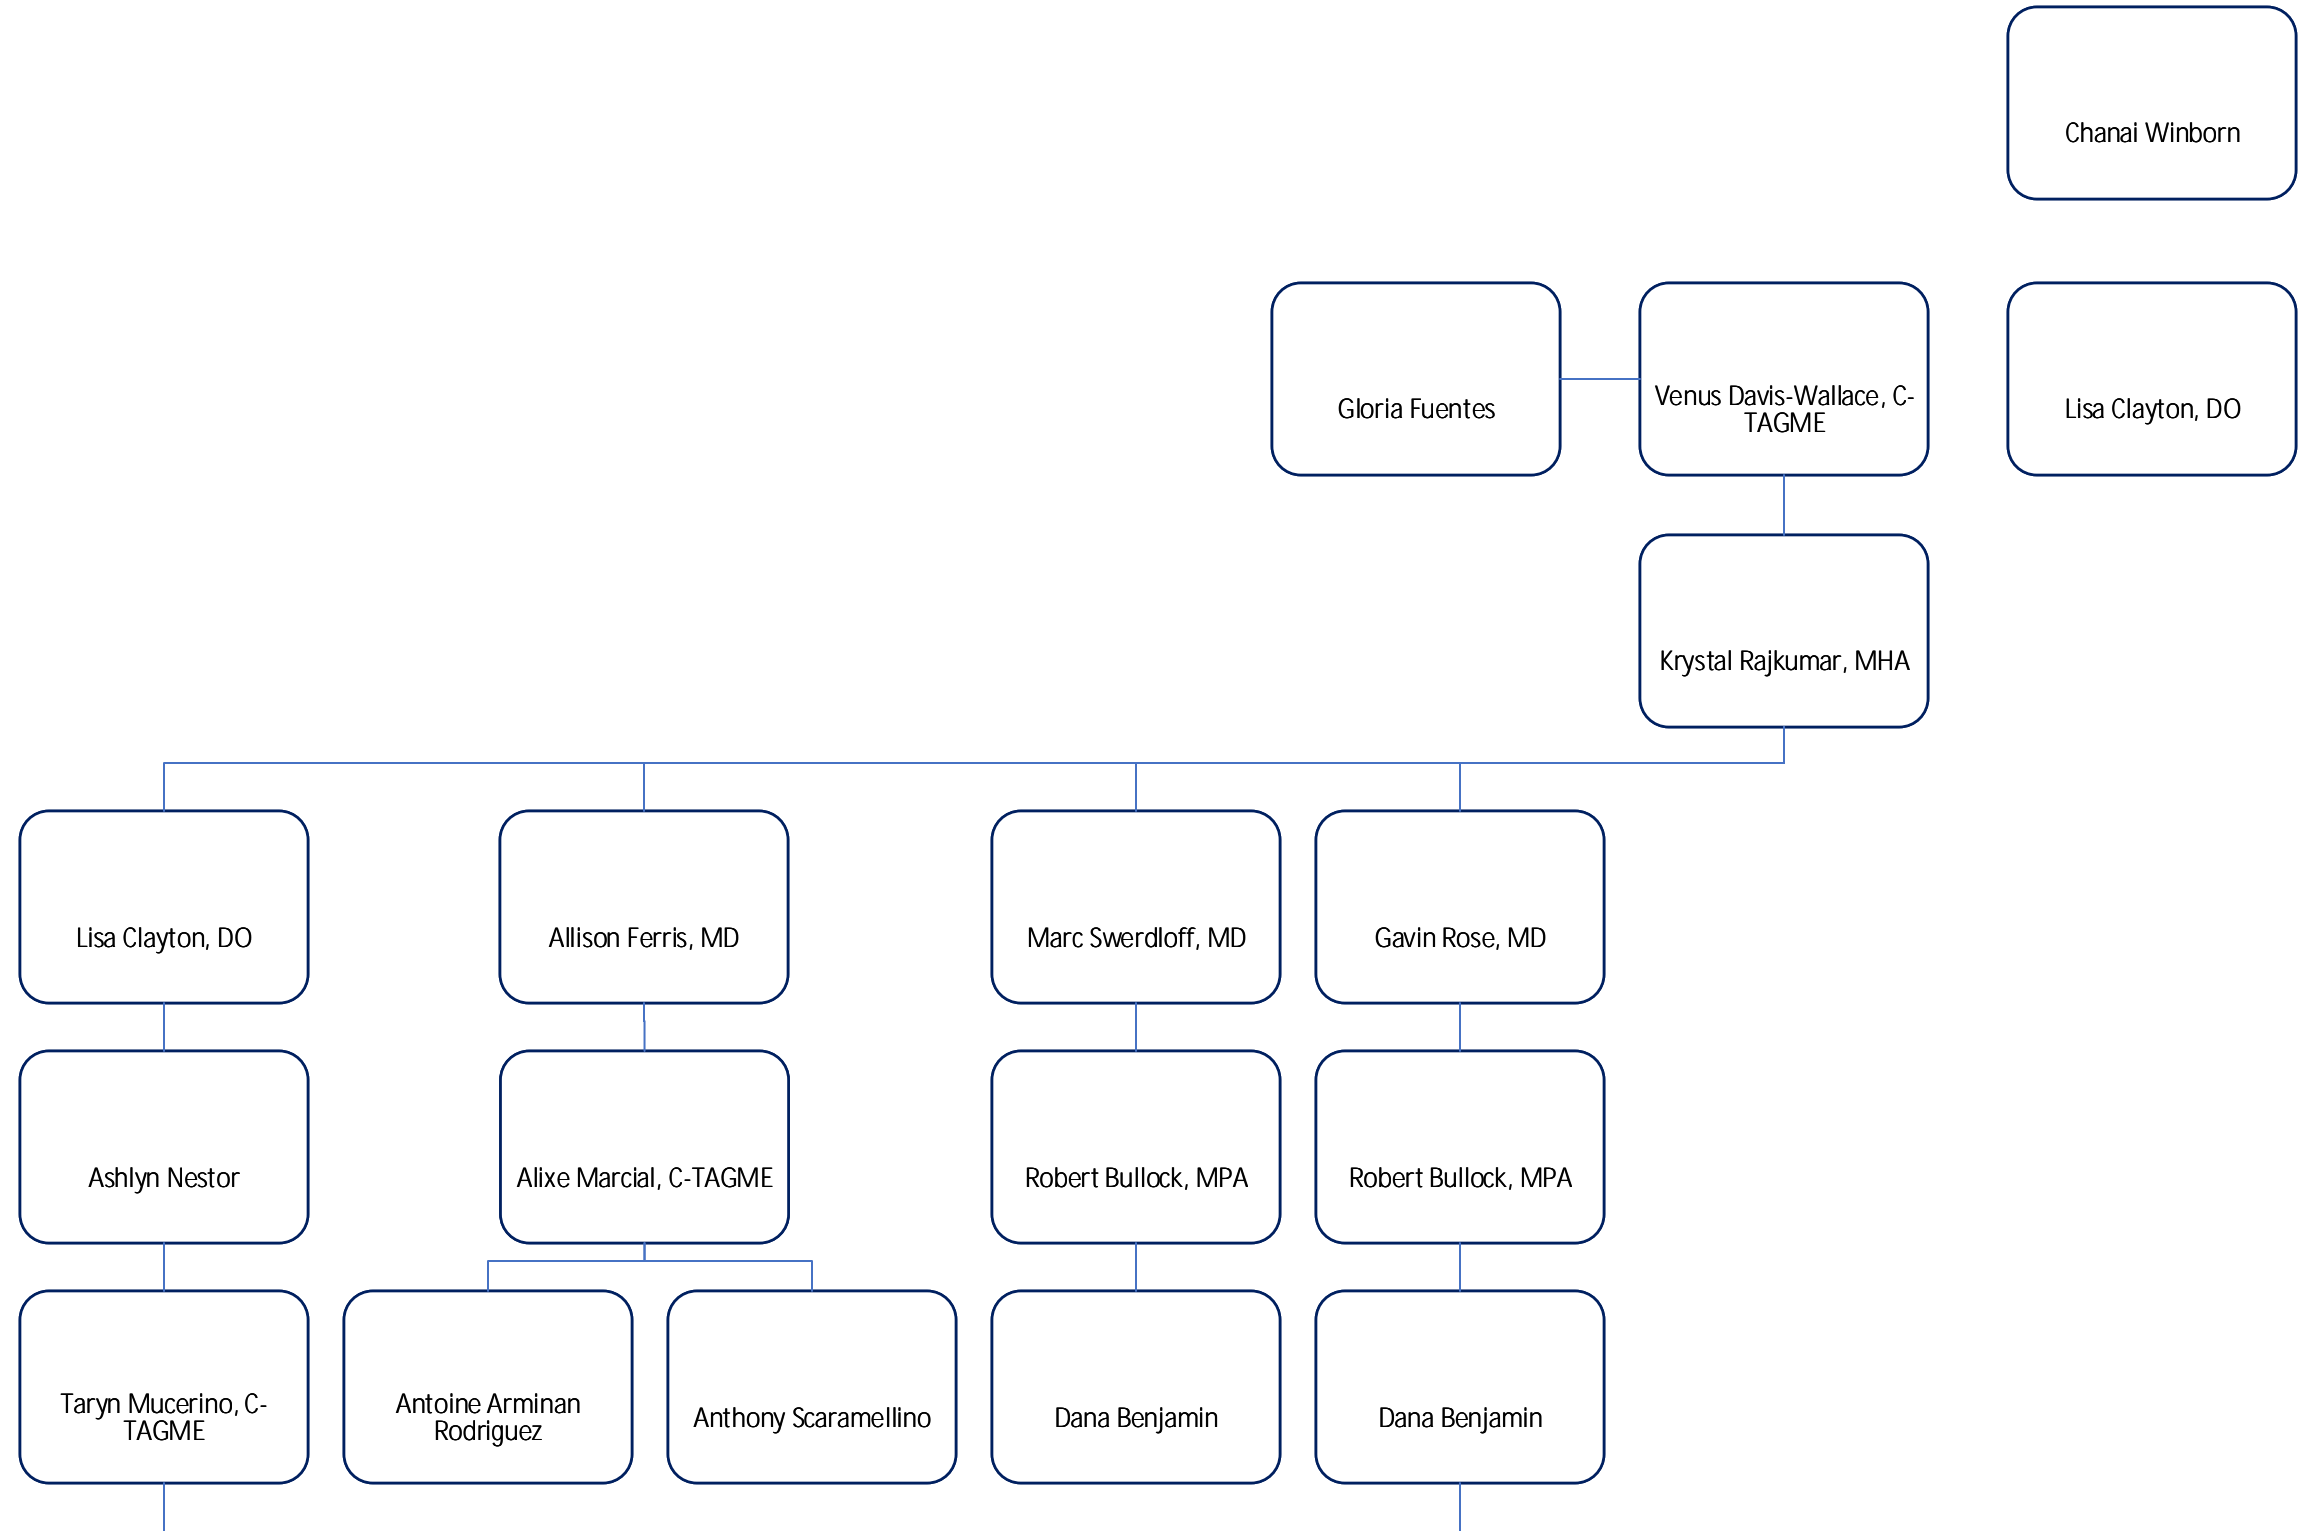 Chanai Winborn
Gloria Fuentes
Venus Davis-Wallace, C-
TAGME
Lisa Clayton, DO
Krystal Rajkumar, MHA
Lisa Clayton, DO
Allison Ferris, MD
Marc Swerdloff, MD
Gavin Rose, MD
Ashlyn Nestor
Alixe Marcial, C-TAGME
Robert Bullock, MPA
Robert Bullock, MPA
Taryn Mucerino, C-
TAGME
Antoine Arminan
Rodriguez
Anthony Scaramellino
Dana Benjamin
Dana Benjamin